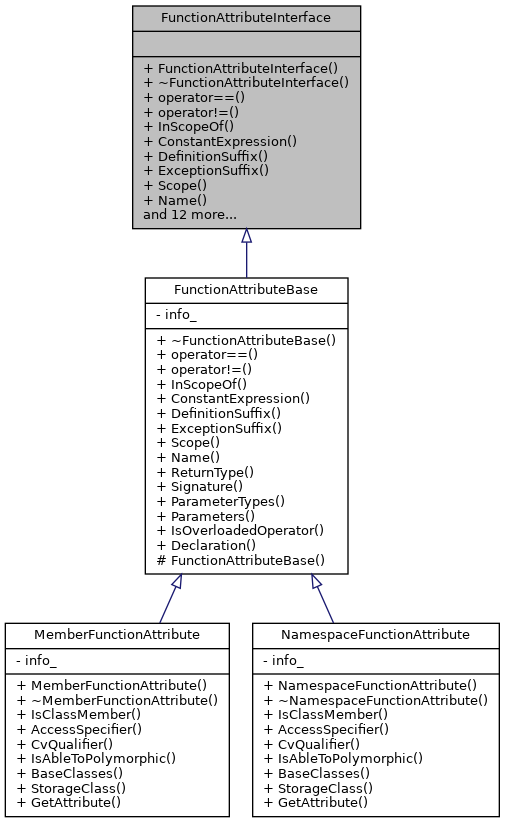 FunctionAttributeInterface
+ FunctionAttributeInterface()
+ ~FunctionAttributeInterface()
+ operator==()
+ operator!=()
+ InScopeOf()
+ ConstantExpression()
+ DefinitionSuffix()
+ ExceptionSuffix()
+ Scope()
+ Name()
and 12 more...
FunctionAttributeBase
- info_
+ ~FunctionAttributeBase()
+ operator==()
+ operator!=()
+ InScopeOf()
+ ConstantExpression()
+ DefinitionSuffix()
+ ExceptionSuffix()
+ Scope()
+ Name()
+ ReturnType()
+ Signature()
+ ParameterTypes()
+ Parameters()
+ IsOverloadedOperator()
+ Declaration()
# FunctionAttributeBase()
MemberFunctionAttribute
- info_
+ MemberFunctionAttribute()
+ ~MemberFunctionAttribute()
+ IsClassMember()
+ AccessSpecifier()
+ CvQualifier()
+ IsAbleToPolymorphic()
+ BaseClasses()
+ StorageClass()
+ GetAttribute()
NamespaceFunctionAttribute
- info_
+ NamespaceFunctionAttribute()
+ ~NamespaceFunctionAttribute()
+ IsClassMember()
+ AccessSpecifier()
+ CvQualifier()
+ IsAbleToPolymorphic()
+ BaseClasses()
+ StorageClass()
+ GetAttribute()